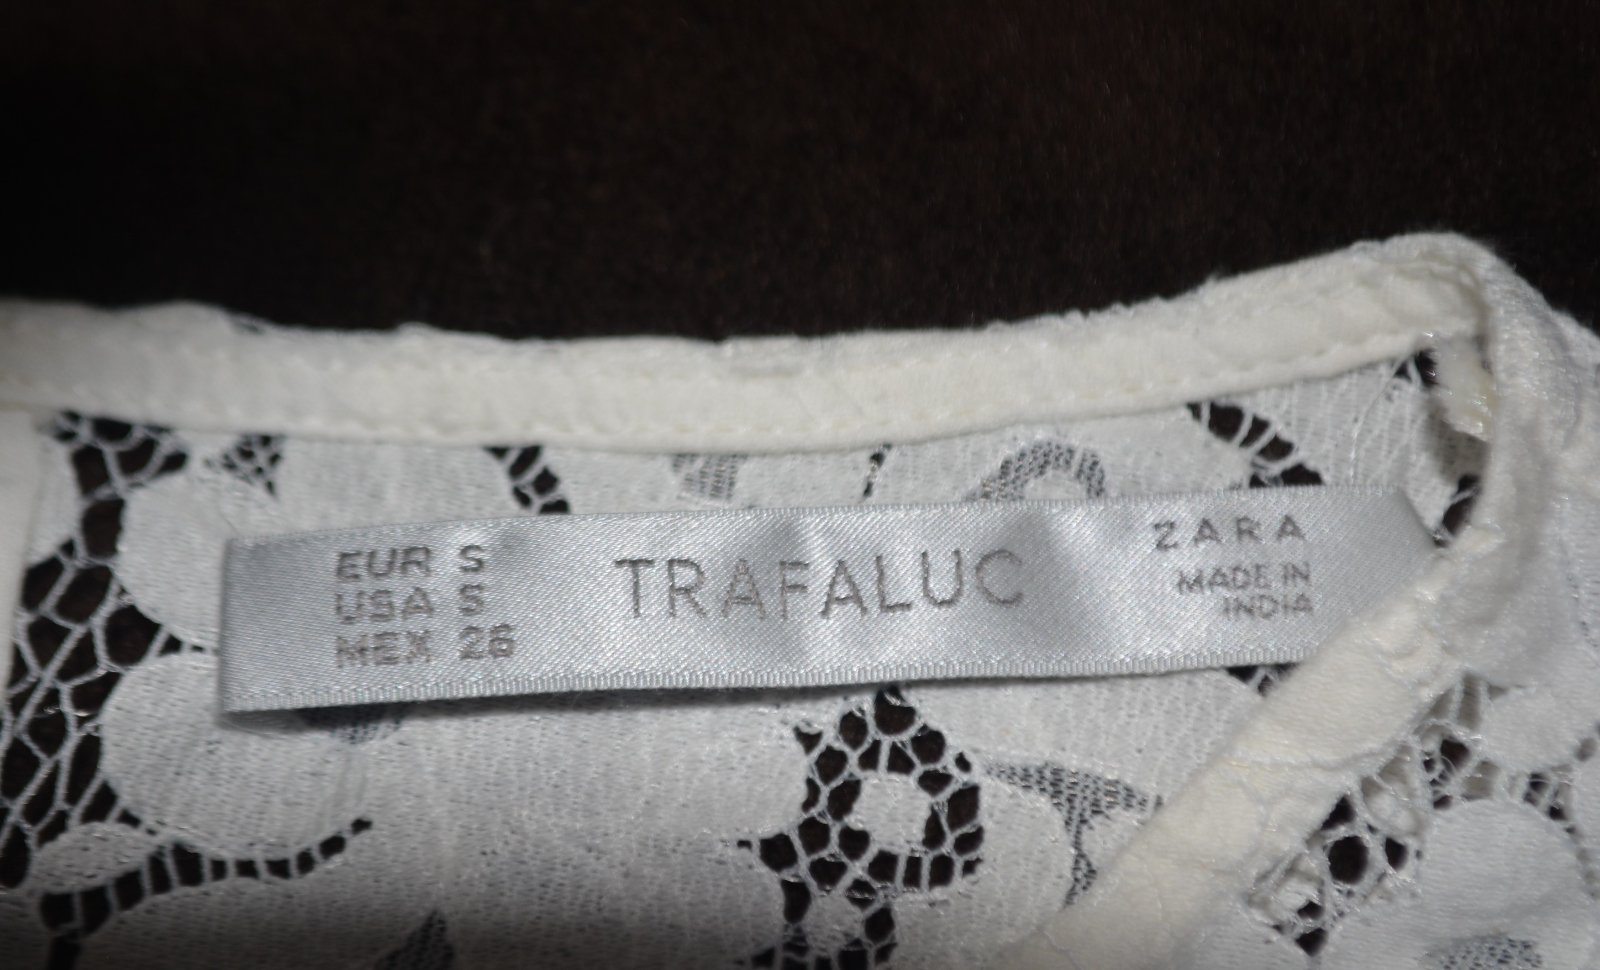 EUR S
USA S
MEX 26
TRAFALUC
ZARA
MADE IN
INDIA